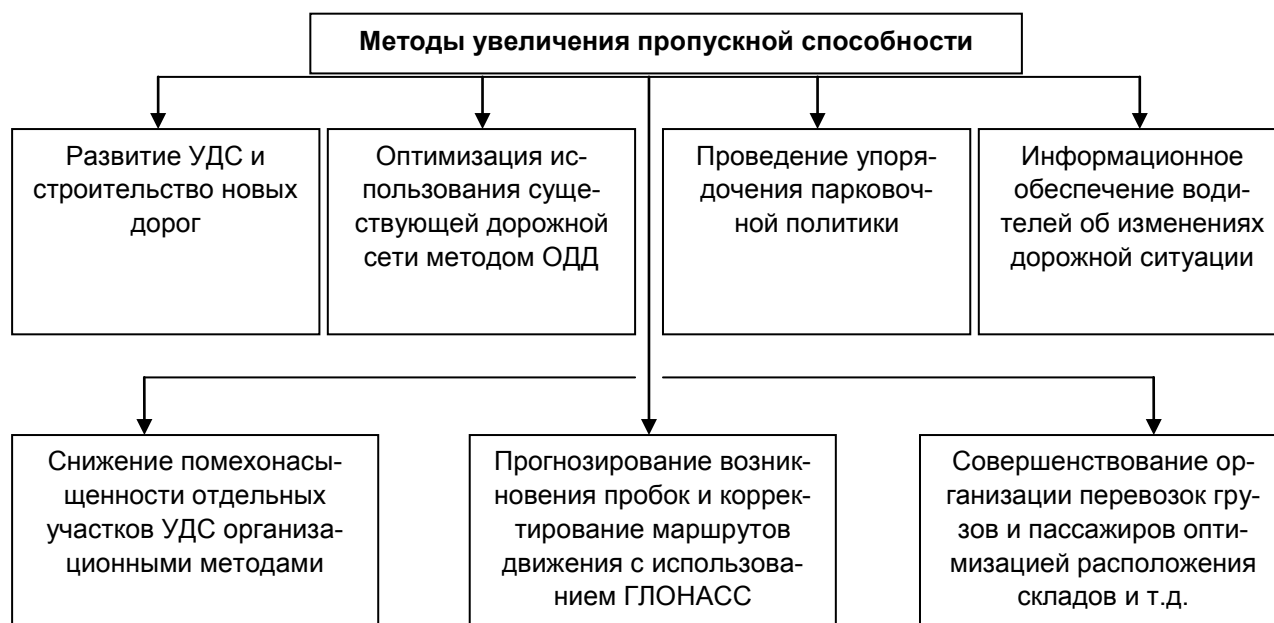 Методы увеличения пропускной способности
Развитие УДС и
строительство новых
дорог
Оптимизация ис-
пользования суще-
ствующей дорожной
сети методом ОДД
Проведение упоря-
дочения парковоч-
ной политики
Информационное
обеспечение води-
телей об изменениях
дорожной ситуации
Снижение помехонасы-
щенности отдельных
участков УДС организа-
ционными методами
Прогнозирование возник-
новения пробок и коррек-
тирование маршрутов
движения с использова-
нием ГЛОНАСС
Совершенствование ор-
ганизации перевозок гру-
зов и пассажиров опти-
мизацией расположения
складов и т.д.